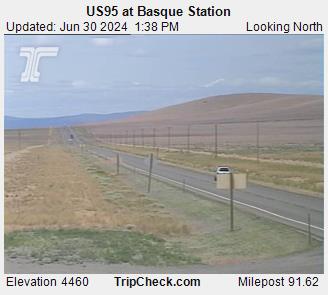 US95 at Basque Station
Updated: Jun 30 2024 1:38 PM Looking North
Elevation 4460 TripCheck.com Milepost 91.62